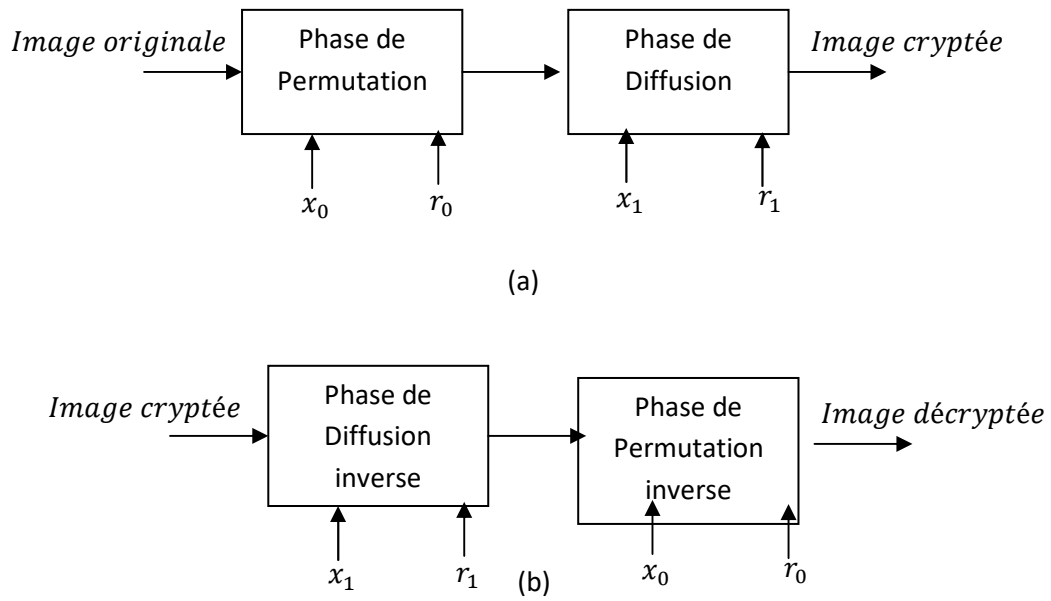 Image originale
Phase de
Permutation
Phase de
Diffusion
Image cryptée
x₀
r₀
x₁
r₁
(a)
Image cryptée
Phase de
Diffusion
inverse
Phase de
Permutation
inverse
Image décryptée
x₁
r₁
x₀
r₀
(b)